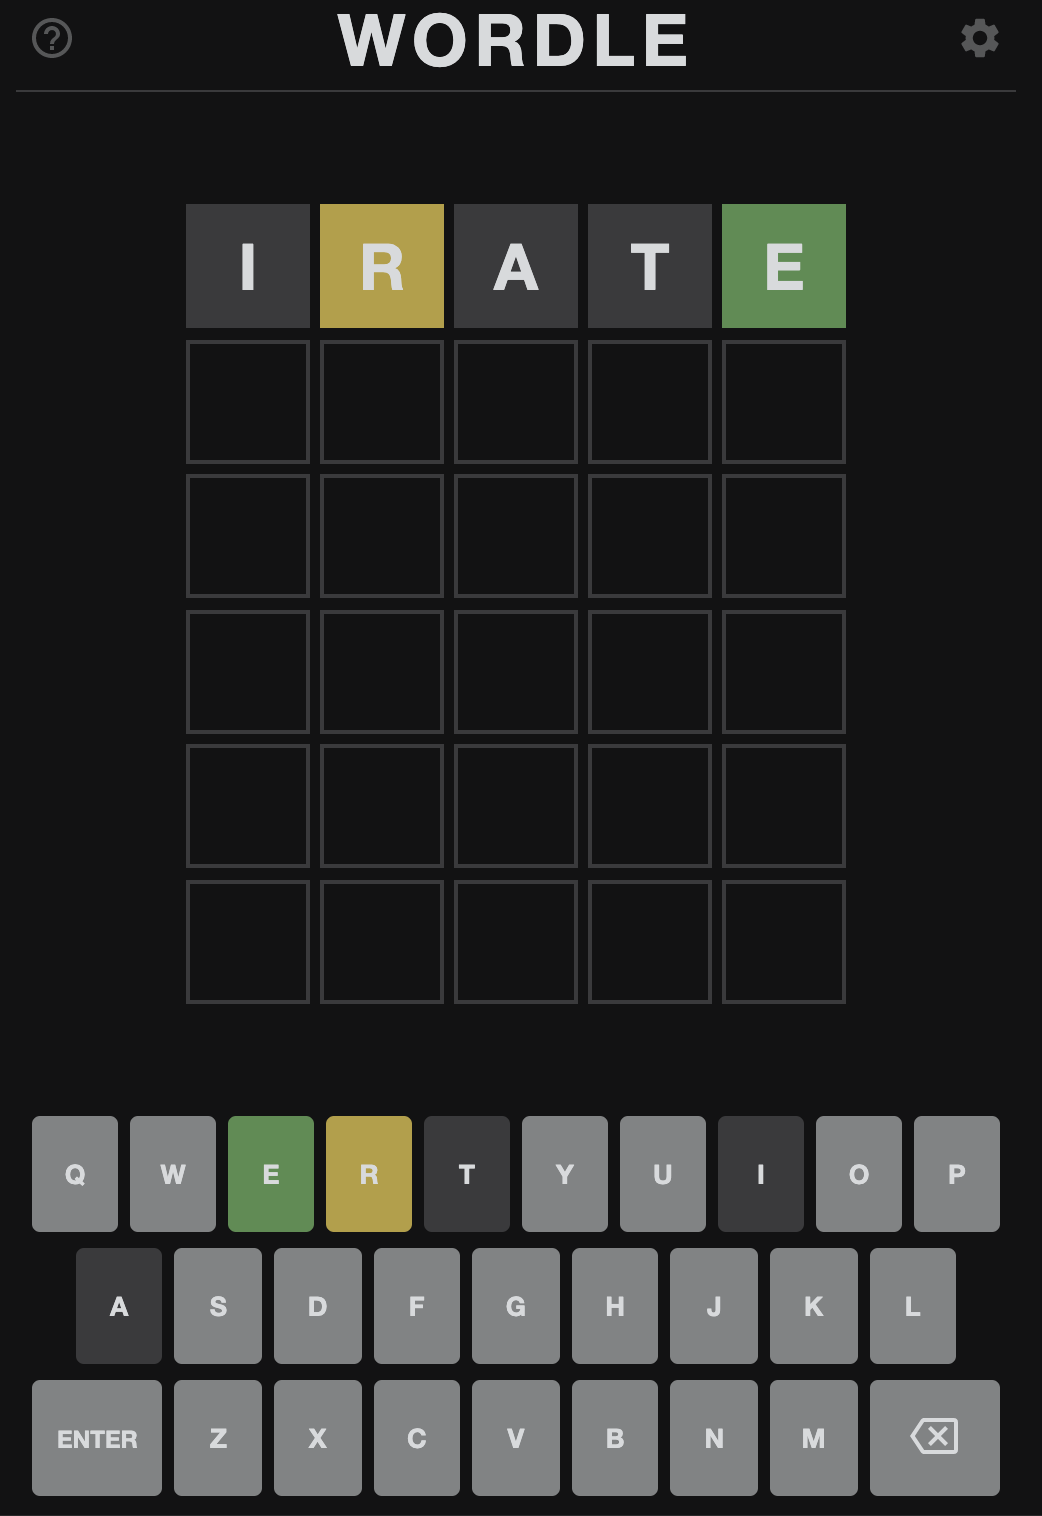 ?
WORDLE
I R A T E
Q W E R T Y U I O P
A S D F G H J K L
ENTER Z X C V B N M